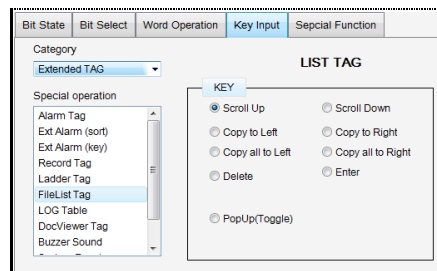 Bit State Bit Select Word Operation Key Input Sepcial Function
Category
Extended TAG
LIST TAG
Special operation
Alarm Tag
Ext Alarm (sort)
Ext Alarm (key)
Record Tag
Ladder Tag
FileList Tag
LOG Table
DocViewer Tag
Buzzer Sound
KEY
Scroll Up Scroll Down
Copy to Left Copy to Right
Copy all to Left Copy all to Right
Delete Enter
PopUp(Toggle)